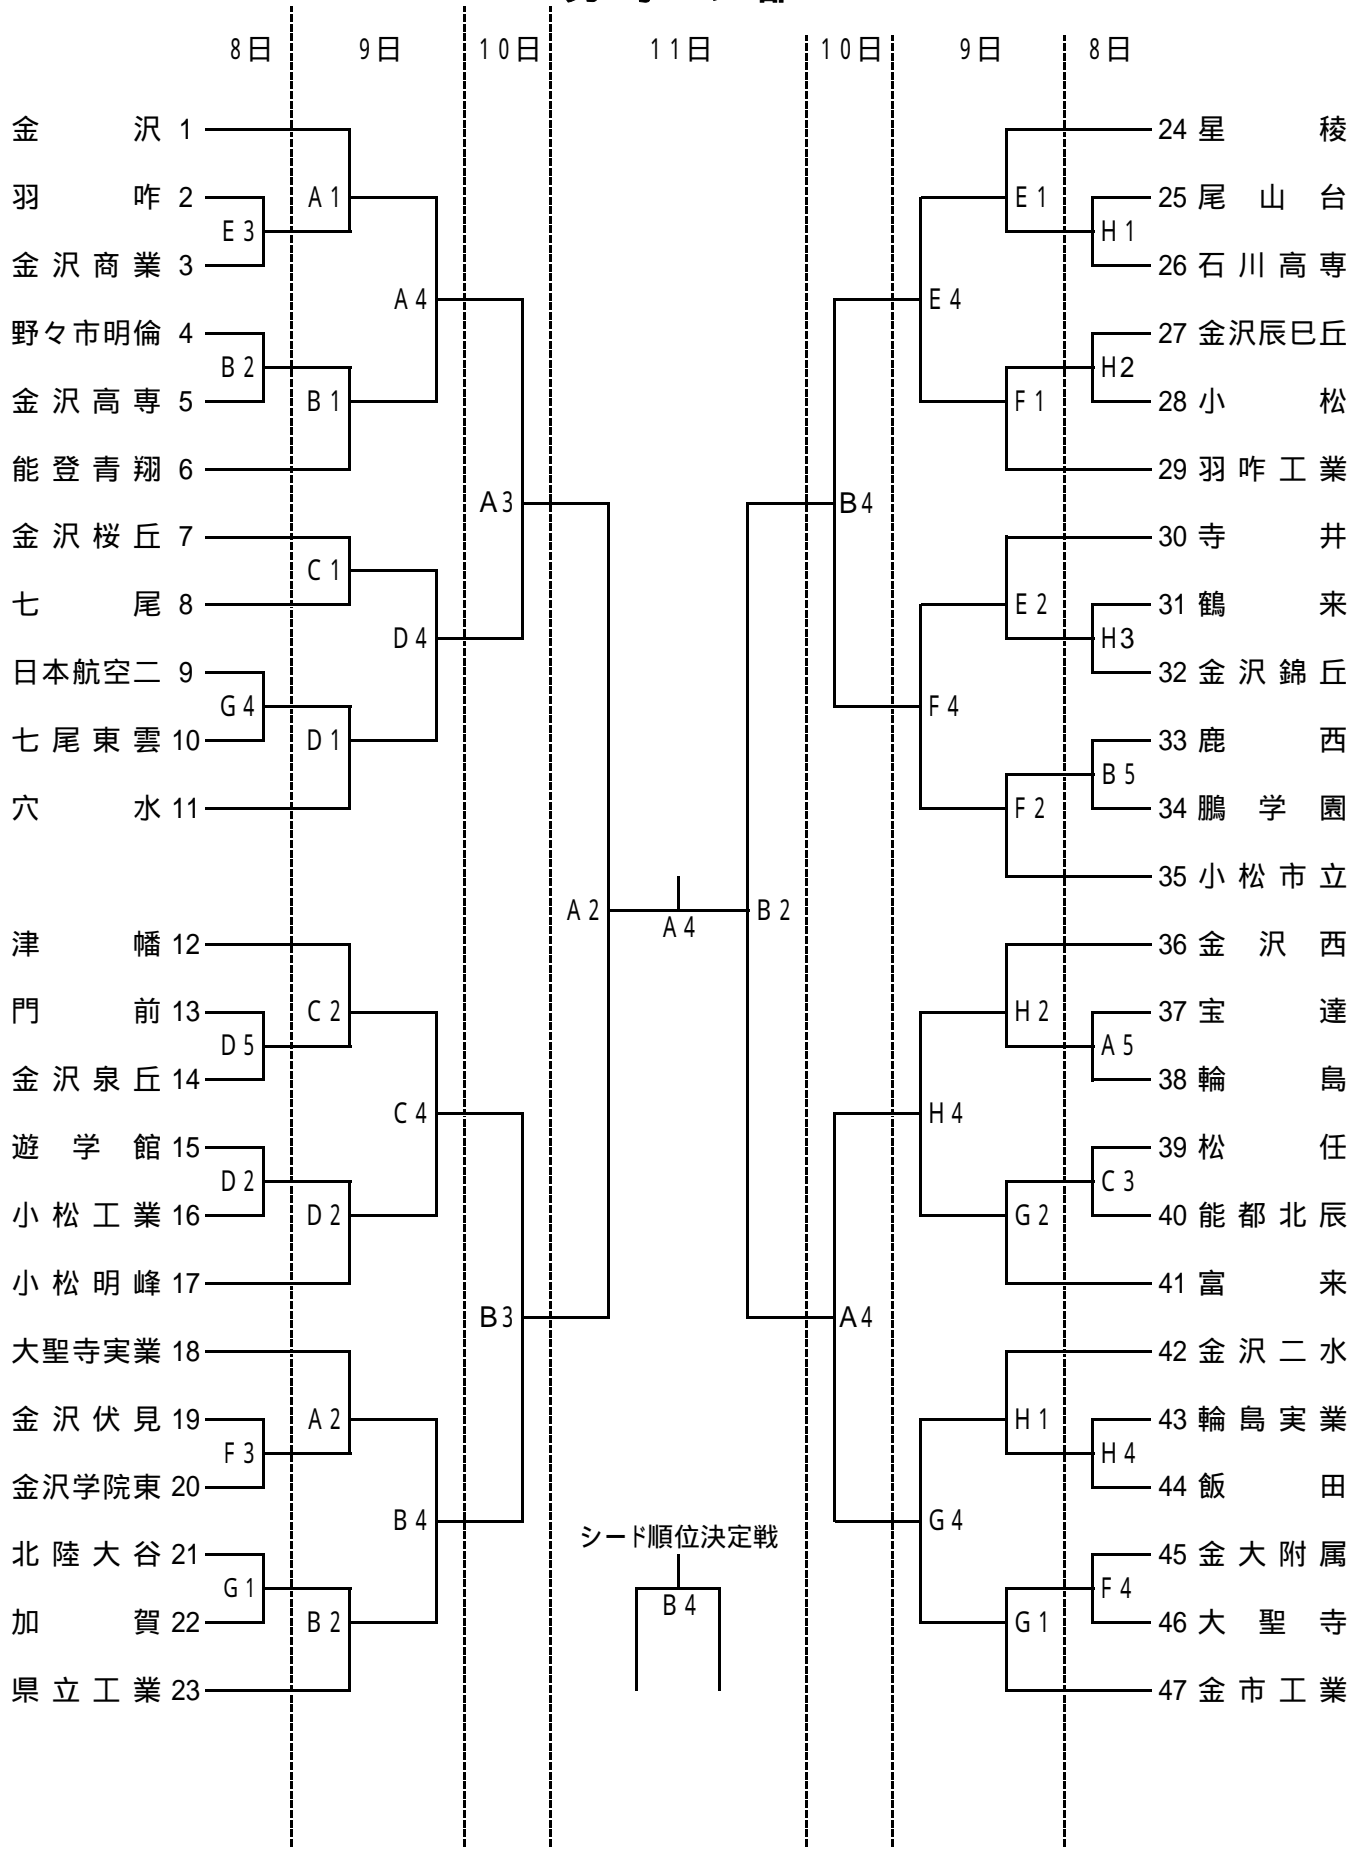 8日 9日 10日 11日 10日 9日 8日
金沢 1
羽咋 2
金沢商業 3
野々市明倫 4
金沢高専 5
能登青翔 6
金沢桜丘 7
七尾 8
日本航空二 9
七尾東雲 10
穴水 11
津幡 12
門前 13
金沢泉丘 14
遊学館 15
小松工業 16
小松明峰 17
大聖寺実業 18
金沢伏見 19
金沢学院東 20
北陸大谷 21
加賀 22
県立工業 23
E3
B2
G4
D5
D2
F3
G1
A1
B1
C1
D1
C2
D2
A2
B2
A4
D4
C4
B4
A3
B3
A2
A4
B2
シード順位決定戦
B4
B4
A4
E4
F4
H4
G4
E1
F1
E2
F2
H2
G2
H1
G1
H1
H2
H3
B5
A5
C3
H4
F4
24 星稜
25 尾山台
26 石川高専
27 金沢辰巳丘
28 小松
29 羽咋工業
30 寺井
31 鶴来
32 金沢錦丘
33 鹿西
34 鵬学園
35 小松市立
36 金沢西
37 宝達
38 輪島
39 松任
40 能都北辰
41 富来
42 金沢二水
43 輪島実業
44 飯田
45 金大附属
46 大聖寺
47 金市工業